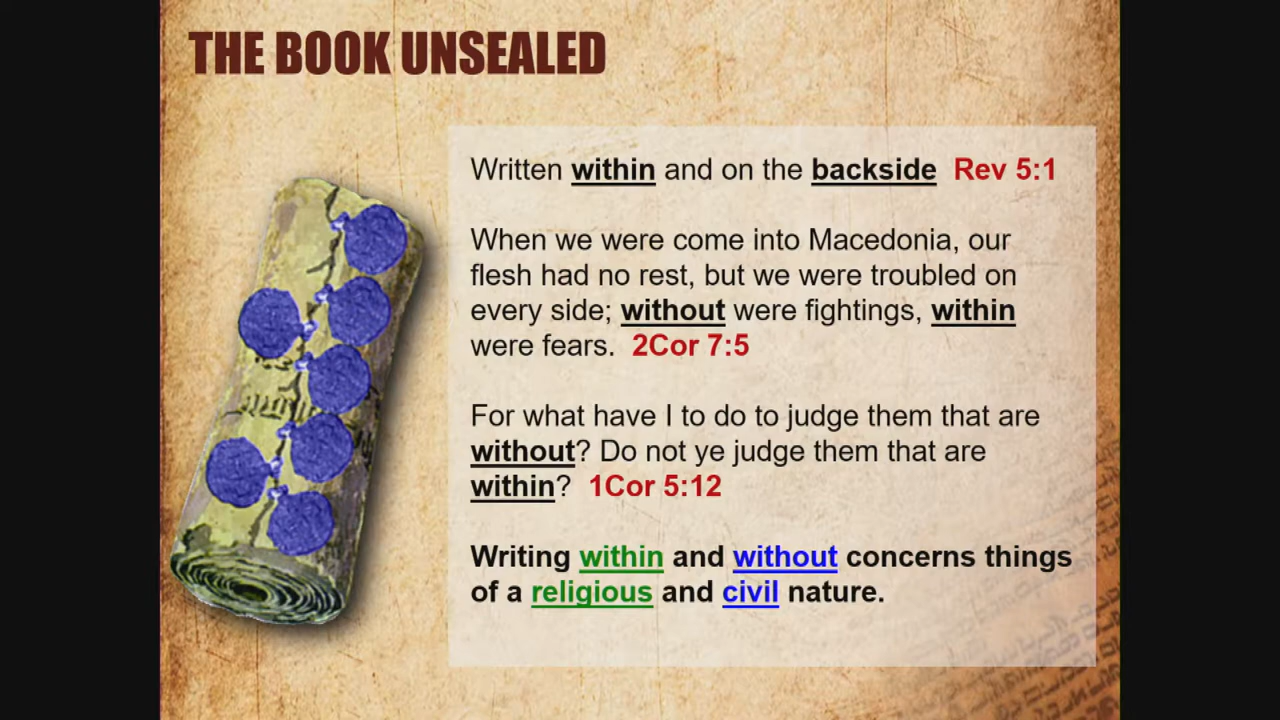 THE BOOK UNSEALED
Written within and on the backside Rev 5:1
When we were come into Macedonia, our
flesh had no rest, but we were troubled on
every side; without were fightings, within
were fears. 2Cor 7:5
For what have I to do to judge them that are
without? Do not ye judge them that are
within? 1Cor 5:12
Writing within and without concerns things
of a religious and civil nature.